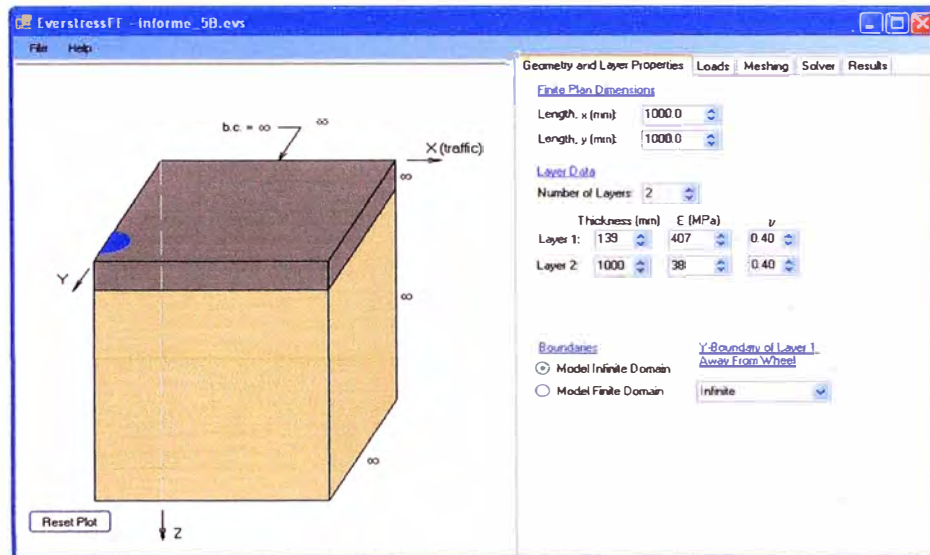 EverstressFE - Informe_5B.evs
File Help
Geometry and Layer Properties Loads Meshing Solver Results
Finite Plan Dimensions
Length, x (mm): 1000.0
Length, y (mm): 1000.0
Layer Data
Number of Layers: 2
Thickness (mm) E (MPa) ν
Layer 1: 139 407 0.40
Layer 2: 1000 38 0.40
Boundaries
Model Infinite Domain
Model Finite Domain
Y-Boundary of Layer 1
Away From Wheel
Infinite
b.c. = ∞ ∞
X (traffic)
∞
Y
∞
∞
Z
Reset Plot